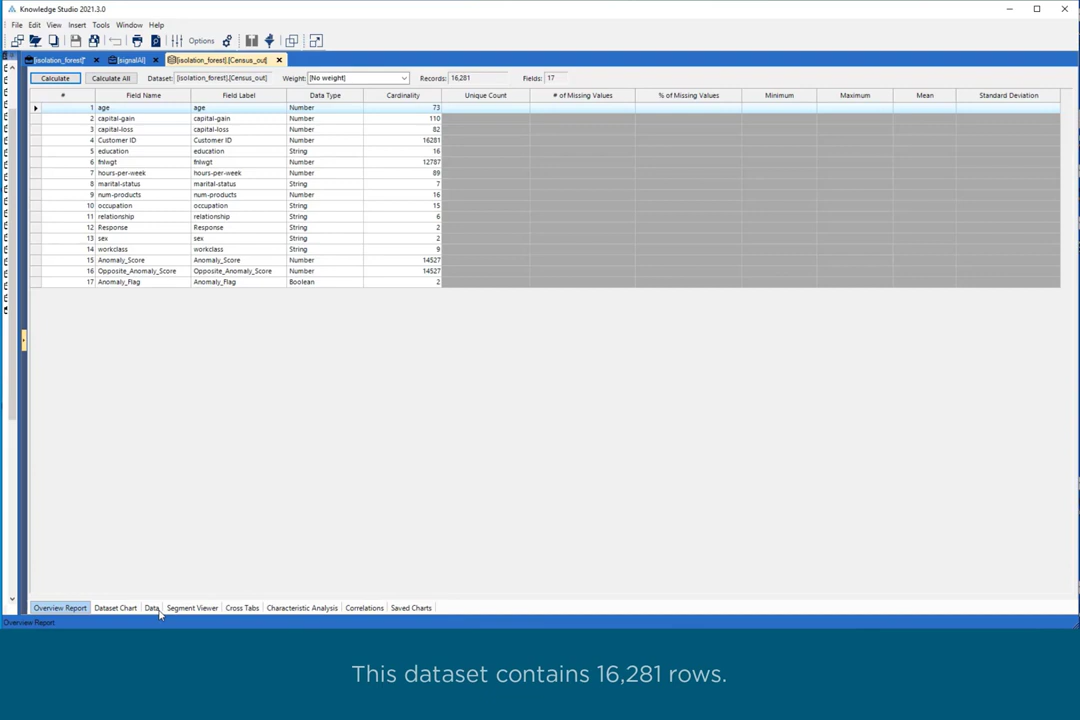 Knowledge Studio 2021.3.0
File Edit View Insert Tools Window Help
Options
[isolation_forest]* [signalAI] [isolation_forest].[Census_out]
Calculate Calculate All Dataset: [isolation_forest].[Census_out] Weight: [No weight] Records: 16,281 Fields: 17
# Field Name Field Label Data Type Cardinality Unique Count # of Missing Values % of Missing Values Minimum Maximum Mean Standard Deviation
1 age age Number 73
2 capital-gain capital-gain Number 110
3 capital-loss capital-loss Number 82
4 Customer ID Customer ID Number 16281
5 education education String 16
6 fnlwgt fnlwgt Number 12787
7 hours-per-week hours-per-week Number 89
8 marital-status marital-status String 7
9 num-products num-products Number 16
10 occupation occupation String 15
11 relationship relationship String 6
12 Response Response String 2
13 sex sex String 2
14 workclass workclass String 9
15 Anomaly_Score Anomaly_Score Number 14527
16 Opposite_Anomaly_Score Opposite_Anomaly_Score Number 14527
17 Anomaly_Flag Anomaly_Flag Boolean 2
Overview Report Dataset Chart Data Segment Viewer Cross Tabs Characteristic Analysis Correlations Saved Charts
Overview Report
This dataset contains 16,281 rows.